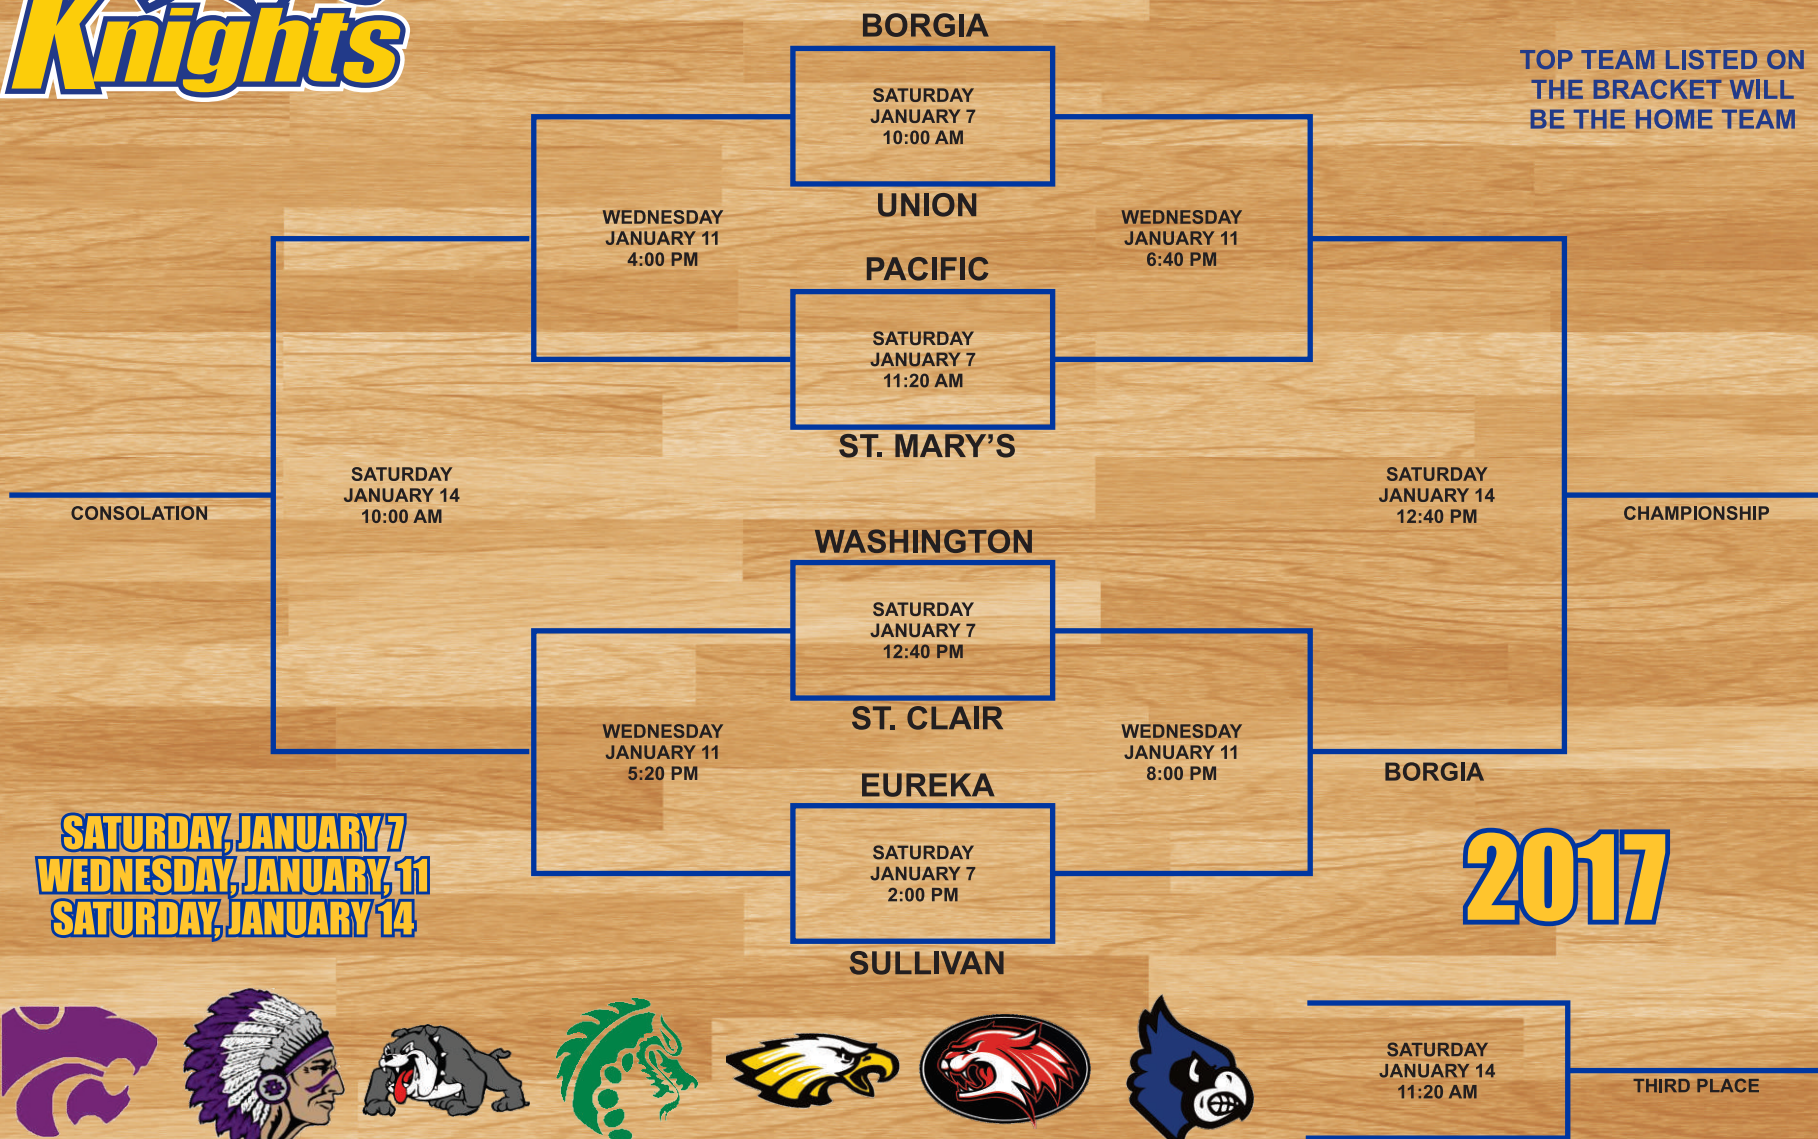 Knights
TOP TEAM LISTED ON
THE BRACKET WILL
BE THE HOME TEAM
BORGIA
SATURDAY
JANUARY 7
10:00 AM
UNION
WEDNESDAY
JANUARY 11
4:00 PM
WEDNESDAY
JANUARY 11
6:40 PM
PACIFIC
SATURDAY
JANUARY 7
11:20 AM
ST. MARY'S
SATURDAY
JANUARY 14
10:00 AM
CONSOLATION
SATURDAY
JANUARY 14
12:40 PM
CHAMPIONSHIP
WASHINGTON
SATURDAY
JANUARY 7
12:40 PM
ST. CLAIR
WEDNESDAY
JANUARY 11
5:20 PM
WEDNESDAY
JANUARY 11
8:00 PM
BORGIA
EUREKA
SATURDAY
JANUARY 7
2:00 PM
SULLIVAN
SATURDAY, JANUARY 7
WEDNESDAY, JANUARY, 11
SATURDAY, JANUARY 14
2017
SATURDAY
JANUARY 14
11:20 AM
THIRD PLACE